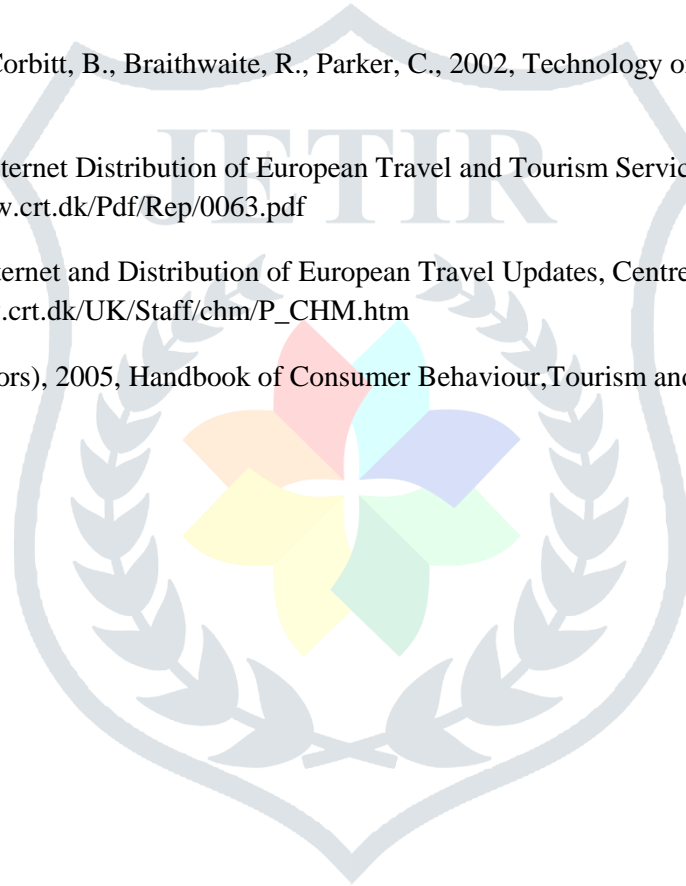 Corbitt, B., Braithwaite, R., Parker, C., 2002, Technology
JETIR
ternet Distribution of European Travel and Tourism
w.crt.dk/Pdf/Rep/0063.pdf
ternet and Distribution of European Travel Updates, Centre
.crt.dk/UK/Staff/chm/P_CHM.htm
ors), 2005, Handbook of Consumer Behaviour,Tourism and